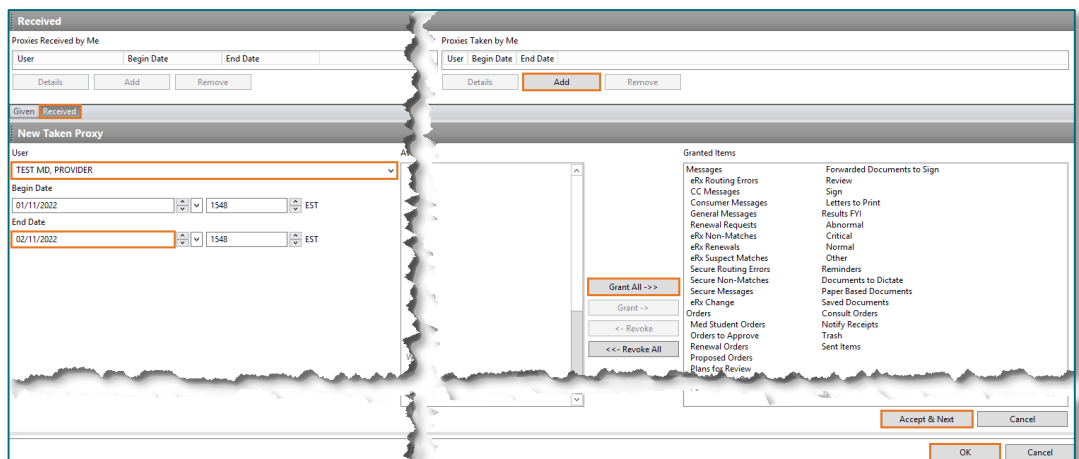 Received
Proxies Received by Me
User Begin Date End Date
Details Add Remove
Proxies Taken by Me
User Begin Date End Date
Details Add Remove
Given Received
New Taken Proxy
User
TEST MD, PROVIDER
Begin Date
01/11/2022 1548 EST
End Date
02/11/2022 1548 EST
Grant All ->>
Grant ->
<- Revoke
<<- Revoke All
Granted Items
Messages
eRx Routing Errors
CC Messages
Consumer Messages
General Messages
Renewal Requests
eRx Non-Matches
eRx Renewals
eRx Suspect Matches
Secure Routing Errors
Secure Non-Matches
Secure Messages
eRx Change
Orders
Med Student Orders
Orders to Approve
Renewal Orders
Proposed Orders
Plans for Review
Forwarded Documents to Sign
Review
Sign
Letters to Print
Results FYI
Abnormal
Critical
Normal
Other
Reminders
Documents to Dictate
Paper Based Documents
Saved Documents
Consult Orders
Notify Receipts
Trash
Sent Items
Accept & Next Cancel
OK Cancel